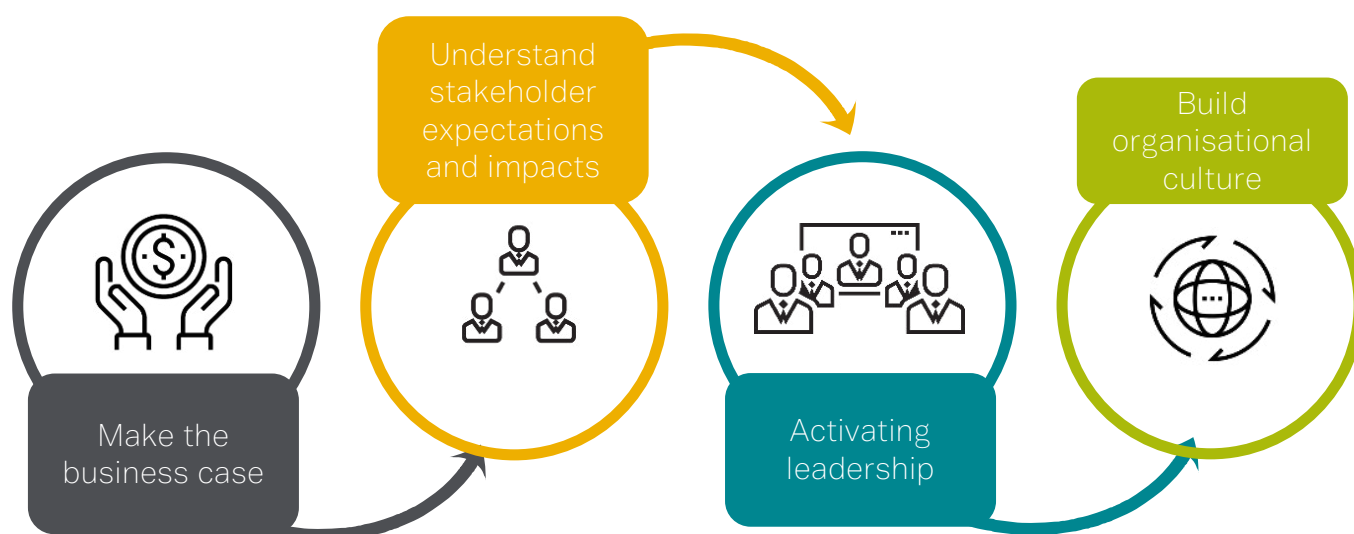 Make the
business case
Understand
stakeholder
expectations
and impacts
Activating
leadership
Build
organisational
culture